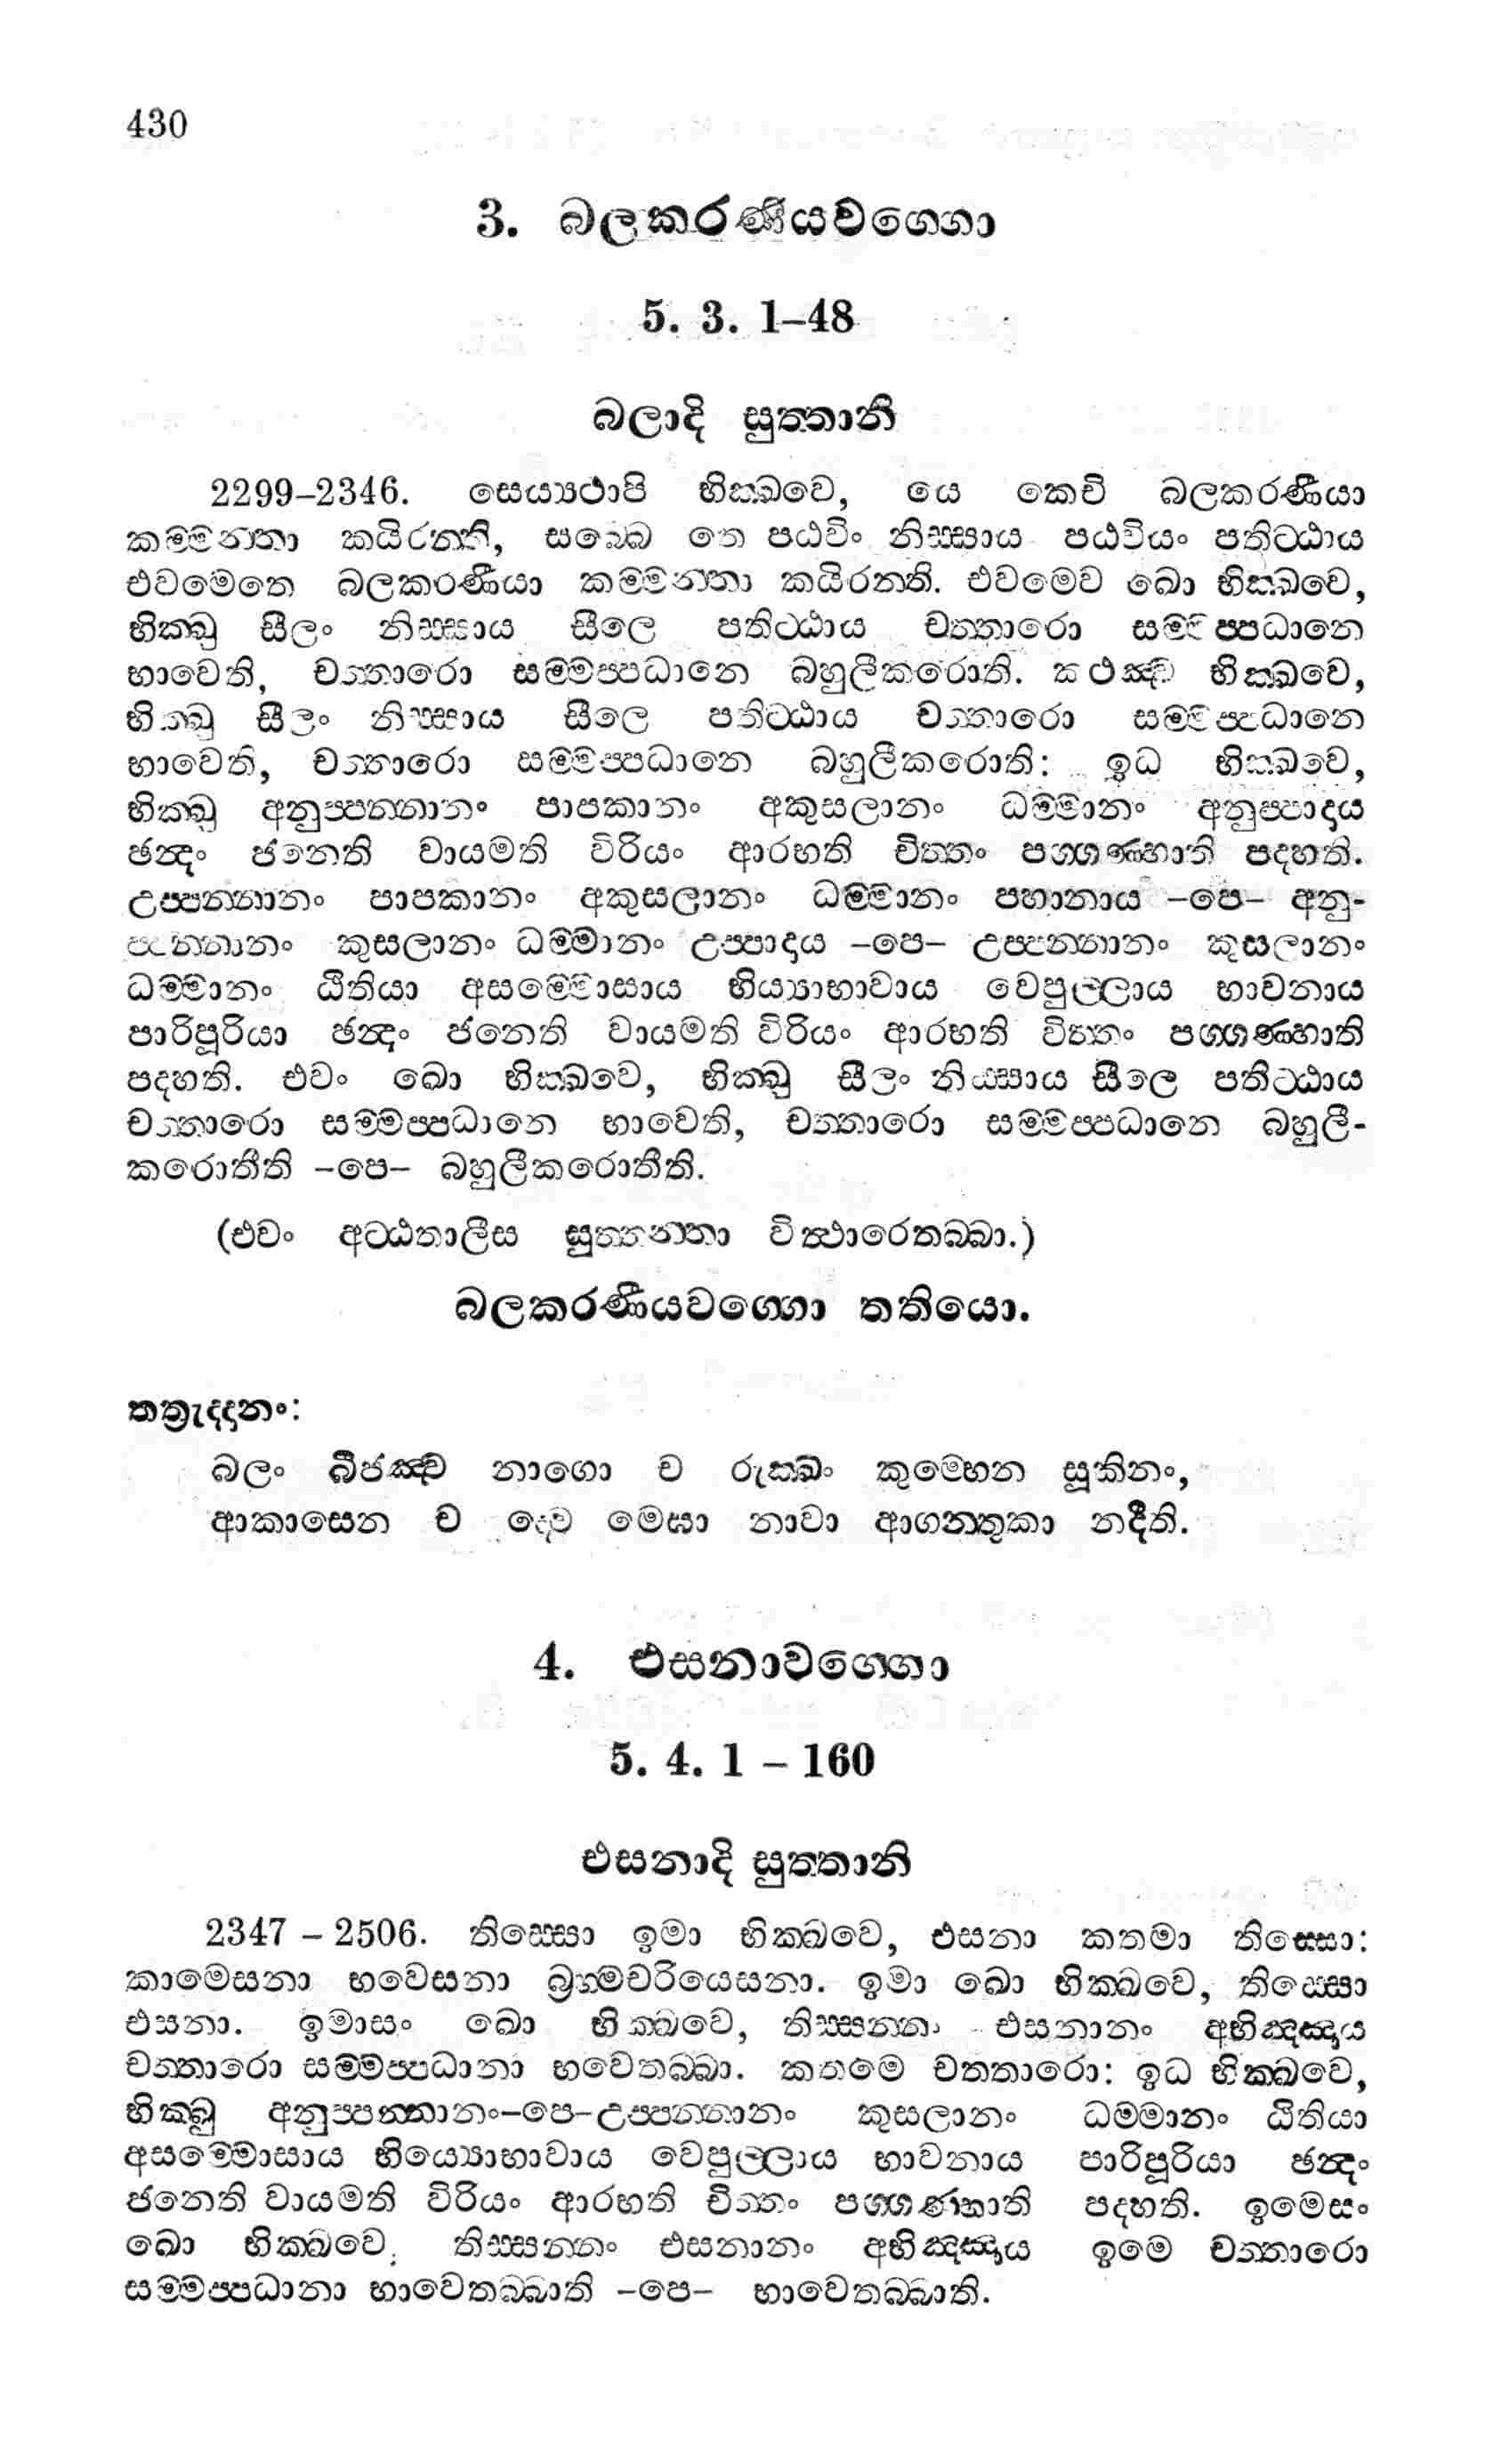 430
3. බලකරණීයවග්ගො
5. 3. 1–48
බලාදි සුත්තානි
2299–2346. සෙය්‍යථාපි භික්ඛවෙ, යෙ කෙචි බලකරණීයා
කම්මන්තා කයිරන්ති, සබ්බෙ තෙ පඨවිං නිස්සාය පඨවියං පතිට්ඨාය
එවමෙතෙ බලකරණීයා කම්මන්තා කයිරන්ති. එවමෙව ඛො භික්ඛවෙ,
භික්ඛු සීලං නිස්සාය සීලෙ පතිට්ඨාය චත්තාරො සම්මප්පධානෙ
භාවෙති, චත්තාරො සම්මප්පධානෙ බහුලීකරොති. කථඤ්ච භික්ඛවෙ,
භික්ඛු සීලං නිස්සාය සීලෙ පතිට්ඨාය චත්තාරො සම්මප්පධානෙ
භාවෙති, චත්තාරො සම්මප්පධානෙ බහුලීකරොති: ඉධ භික්ඛවෙ,
භික්ඛු අනුප්පන්නානං පාපකානං අකුසලානං ධම්මානං අනුප්පාදාය
ඡන්දං ජනෙති වායමති විරියං ආරභති චිත්තං පග්ගණ්හාති පදහති.
උප්පන්නානං පාපකානං අකුසලානං ධම්මානං පහානාය –පෙ– අනු-
ප්පන්නානං කුසලානං ධම්මානං උප්පාදාය –පෙ– උප්පන්නානං කුසලානං
ධම්මානං ඨිතියා අසම්මොසාය භිය්‍යාභාවාය වෙපුල්ලාය භාවනාය
පාරිපූරියා ඡන්දං ජනෙති වායමති විරියං ආරභති චිත්තං පග්ගණ්හාති
පදහති. එවං ඛො භික්ඛවෙ, භික්ඛු සීලං නිස්සාය සීලෙ පතිට්ඨාය
චත්තාරො සම්මප්පධානෙ භාවෙති, චත්තාරො සම්මප්පධානෙ බහුලී-
කරොතීති –පෙ– බහුලීකරොතීති.
(එවං අට්ඨතාලීස සුත්තන්තා විත්ථාරෙතබ්බා.)
බලකරණීයවග්ගො තතියො.
තත්‍රැද්දානං:
බලං බීජඤ්ච නාගො ච රුක්ඛං කුම්භෙන සූකිනං,
ආකාසෙන ච ද්වෙ මෙඝා නාවා ආගන්තුකා නදීති.
4. එසනාවග්ගො
5. 4. 1 – 160
එසනාදි සුත්තානි
2347 – 2506. තිස්සො ඉමා භික්ඛවෙ, එසනා කතමා තිස්සො:
කාමෙසනා භවෙසනා බ්‍රහ්මචරියෙසනා. ඉමා ඛො භික්ඛවෙ, තිස්සො
එසනා. ඉමාසං ඛො භික්ඛවෙ, තිස්සන්නං එසනානං අභිඤ්ඤාය
චත්තාරො සම්මප්පධානා භවෙතබ්බා. කතමෙ චත්තාරො: ඉධ භික්ඛවෙ,
භික්ඛු අනුප්පන්නානං–පෙ–උප්පන්නානං කුසලානං ධම්මානං ඨිතියා
අසම්මොසාය භිය්‍යොභාවාය වෙපුල්ලාය භාවනාය පාරිපූරියා ඡන්දං
ජනෙති වායමති විරියං ආරභති චිත්තං පග්ගණ්හාති පදහති. ඉමෙසං
ඛො භික්ඛවෙ, තිස්සන්නං එසනානං අභිඤ්ඤාය ඉමෙ චත්තාරො
සම්මප්පධානා භාවෙතබ්බාති –පෙ– භාවෙතබ්බාති.